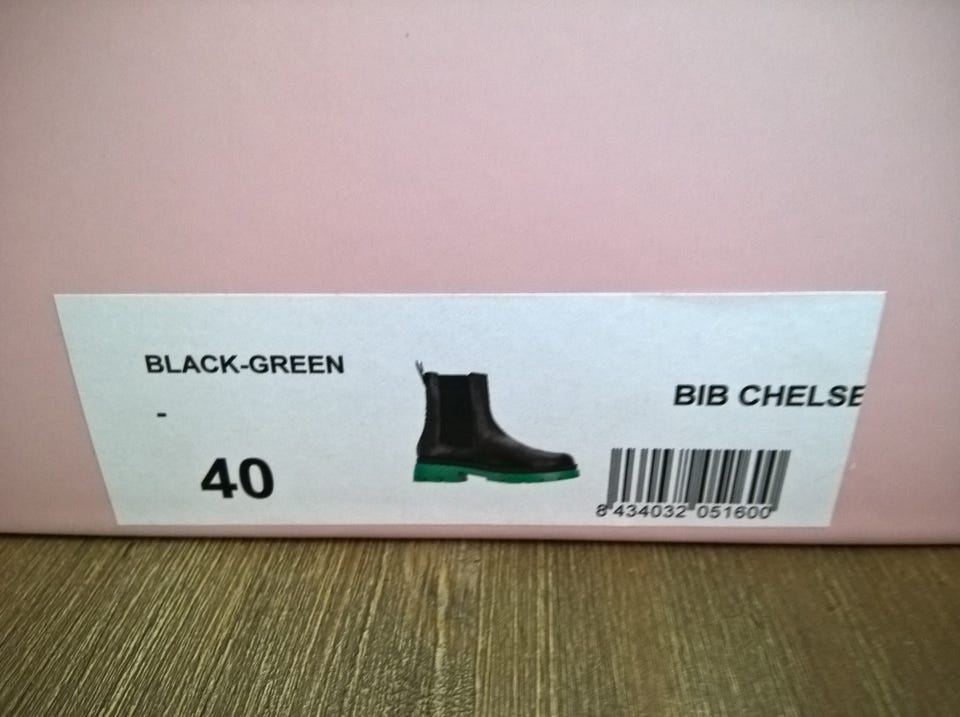 BLACK-GREEN
-
40
BIB CHELSE
8 434032 051600